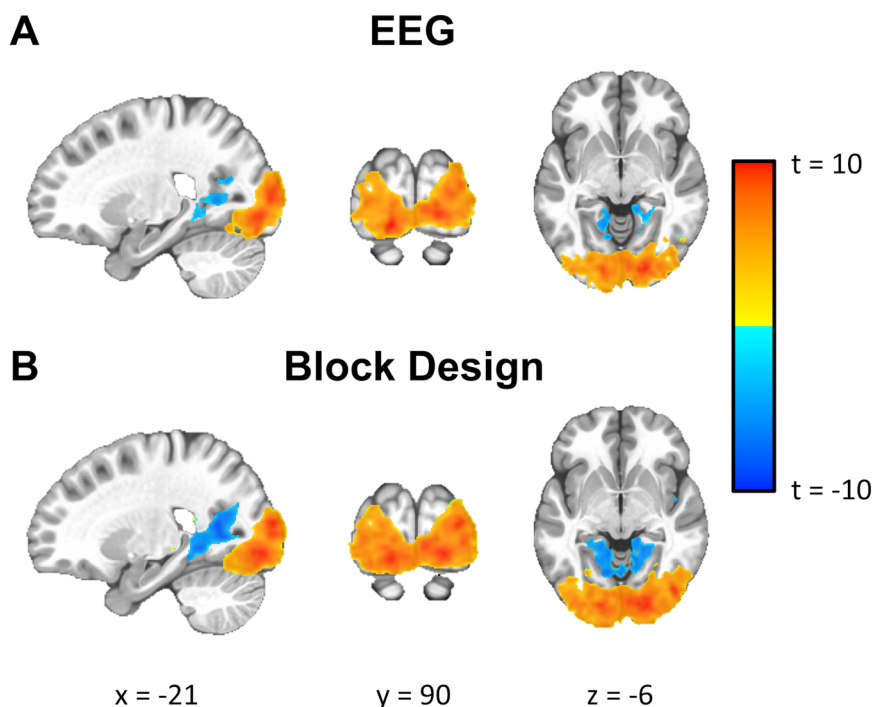 A
EEG
t = 10
B
Block Design
t = -10
x = -21
y = 90
z = -6